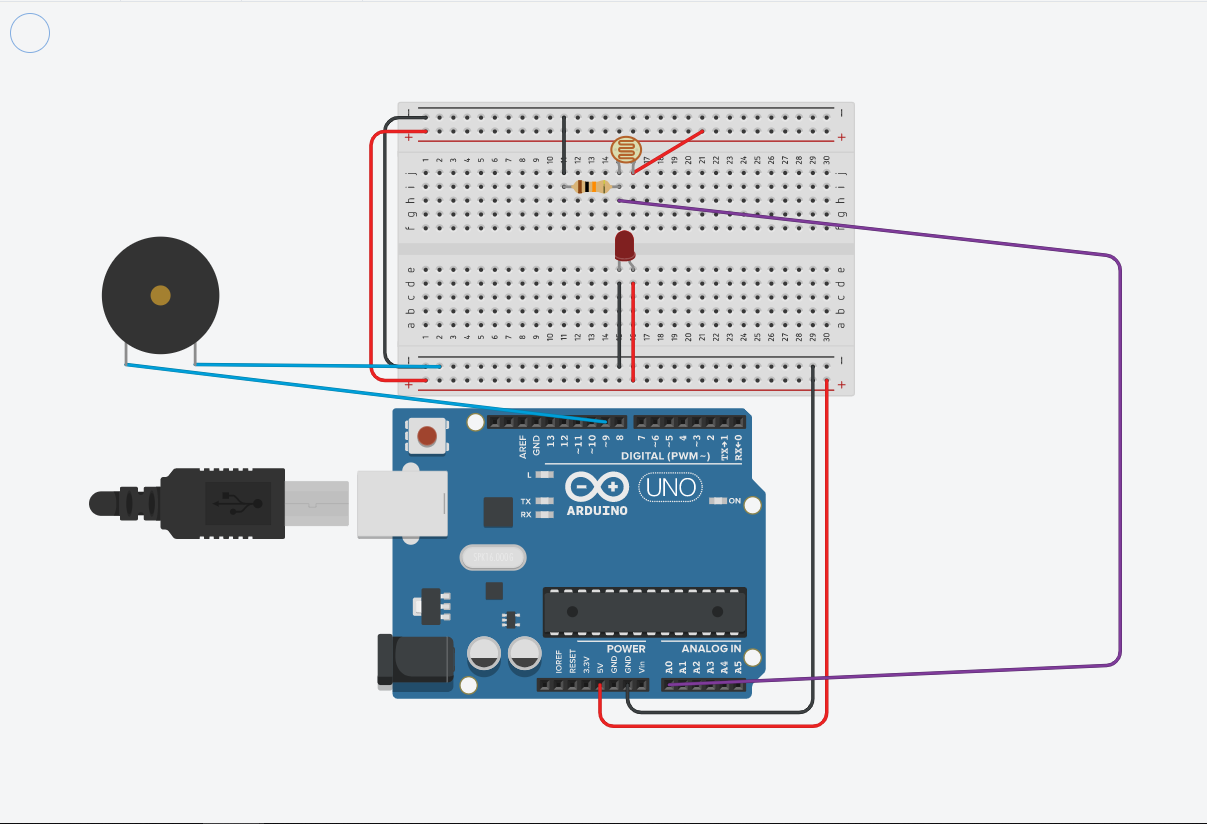 − −
+ +
1 2 3 4 5 6 7 8 9 10 11 12 13 14 17 18 19 20 21 22 23 24 25 26 27 28 29 30
j j
i i
h h
g g
f f
e e
d d
c c
b b
a a
1 2 3 4 5 6 7 8 9 10 11 12 13 14 17 18 19 20 21 22 23 24 25 26 27 28 29 30
− −
+ +
AREF GND 13 12 ~11 ~10 ~9 8 7 ~6 ~5 4 ~3 2 TX→1 RX←0
DIGITAL (PWM~)
L
TX
RX
ARDUINO
UNO
ON
POWER ANALOG IN
IOREF RESET 3.3V 5V GND GND Vin A0 A1 A2 A3 A4 A5